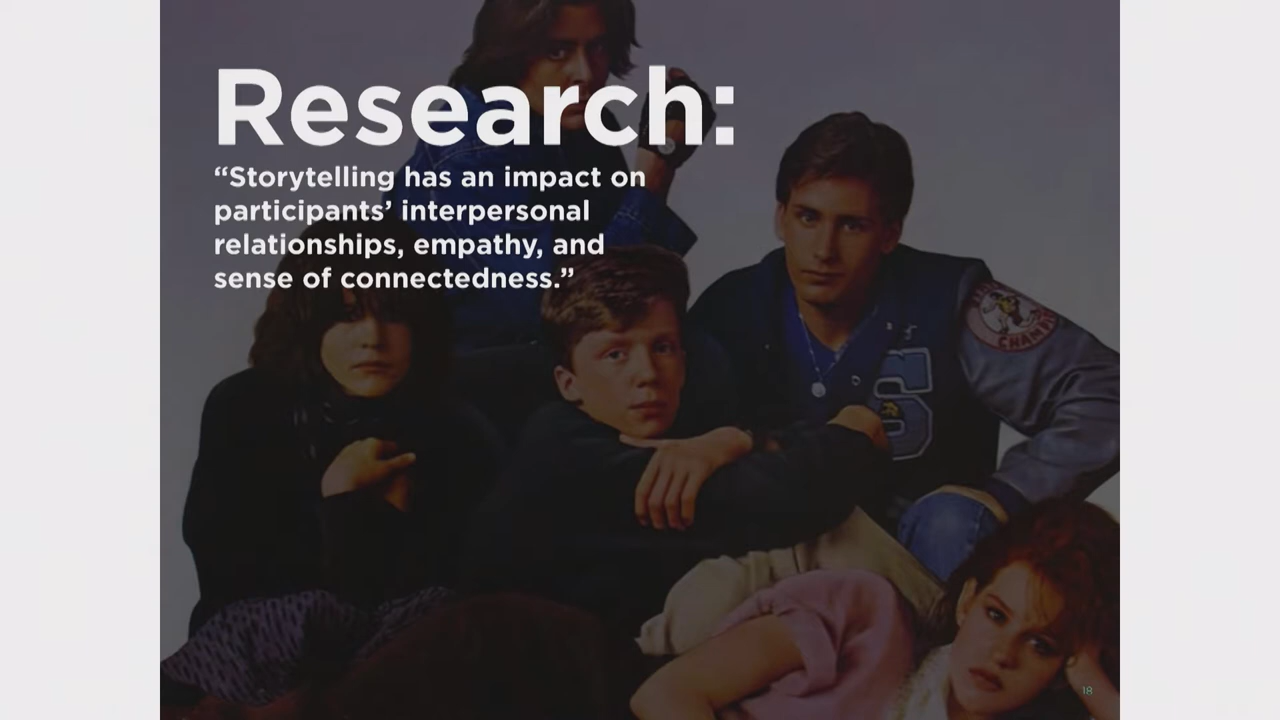 Research:
“Storytelling has an impact on
participants’ interpersonal
relationships, empathy, and
sense of connectedness.”
S
18